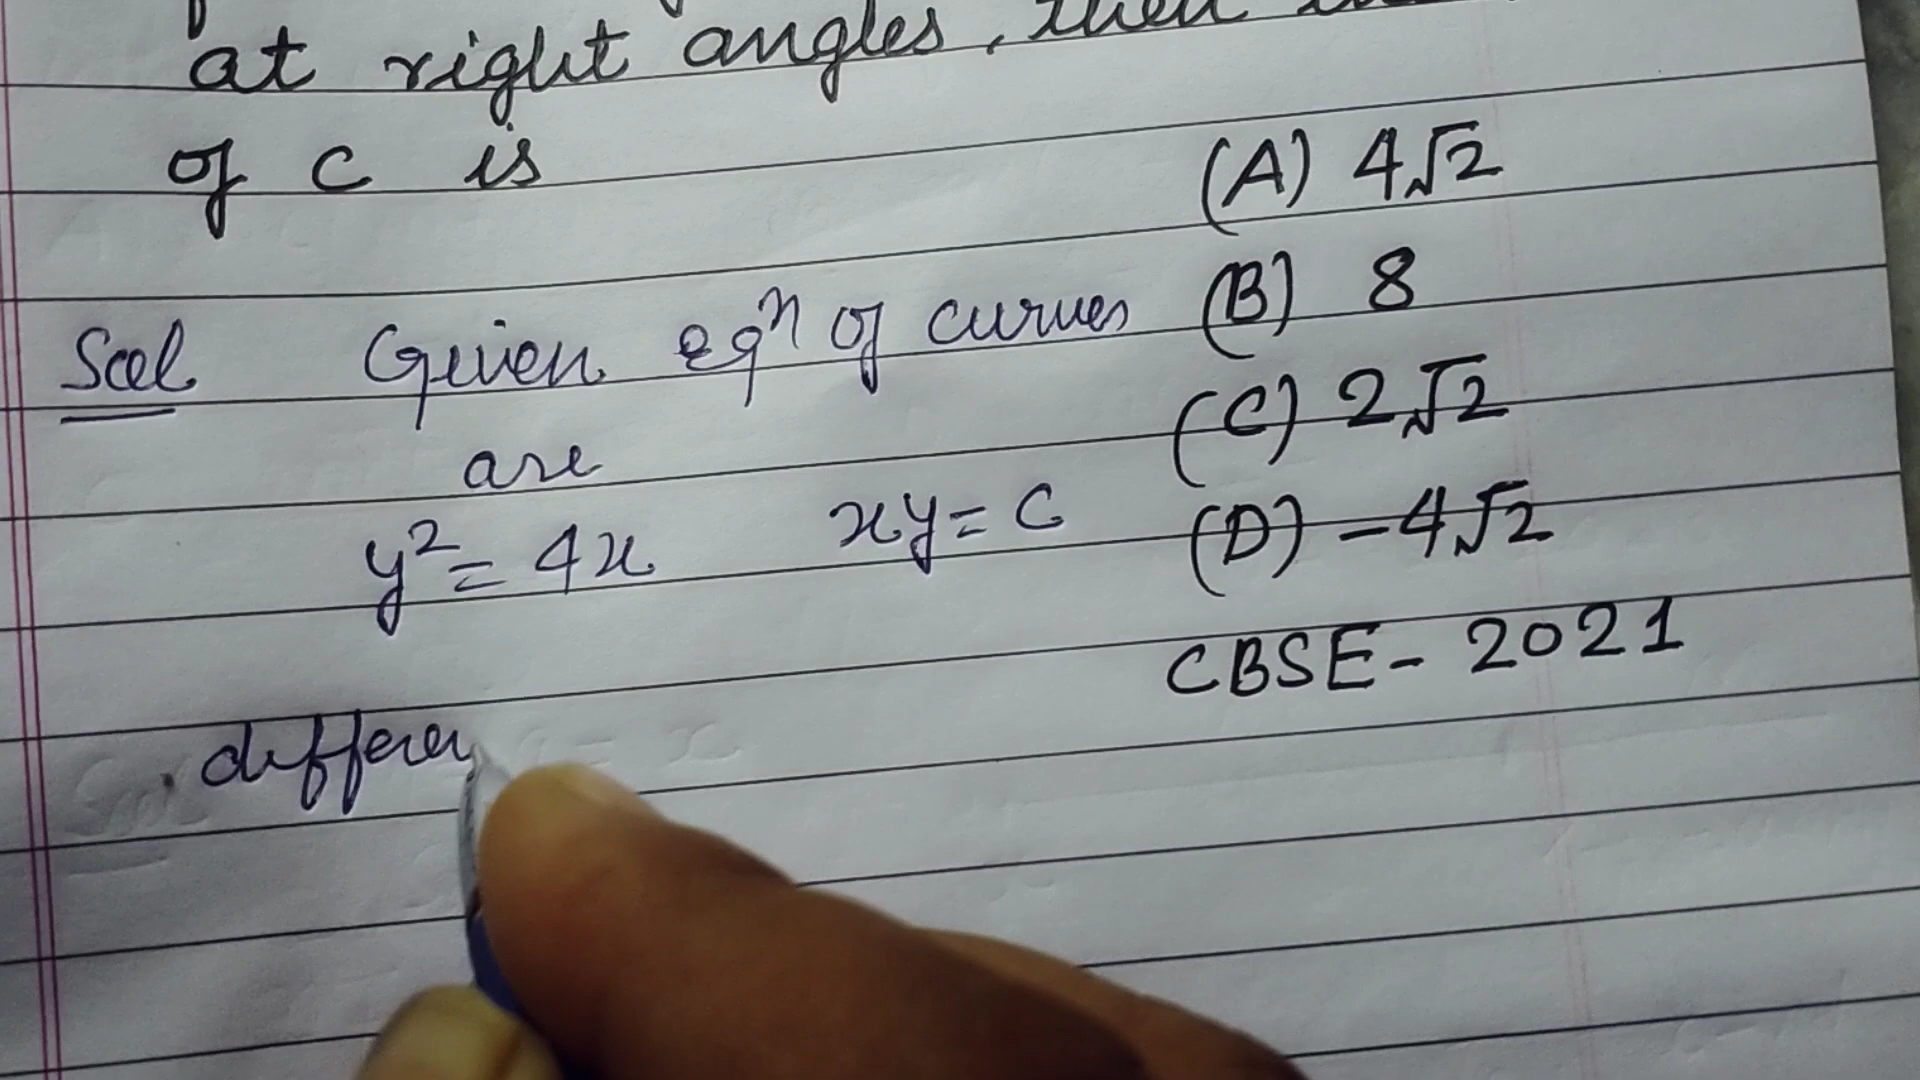 at right angles, then
of c is
(A) 4√2
Sol Given eqⁿ of curves (B) 8
are
(C) 2√2
y² = 4x xy = c (D) -4√2
CBSE - 2021
differen